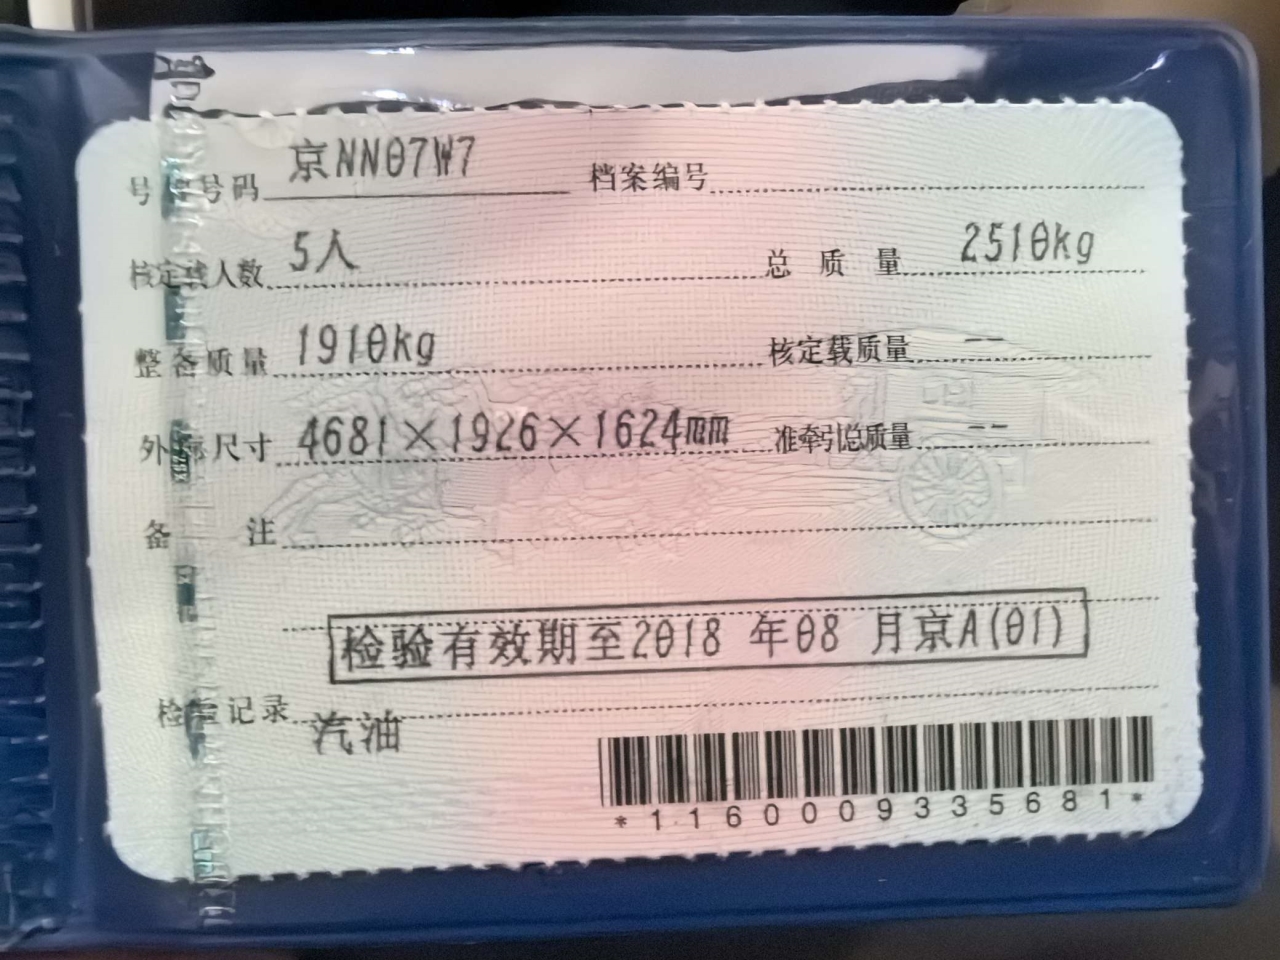 号牌号码 京NN07W7 档案编号
核定载人数 5人 总质量 2510kg
整备质量 1910kg 核定载质量 --
外廓尺寸 4681×1926×1624mm 准牵引总质量 --
备注
检验有效期至2018 年08 月京A(01)
检验记录
汽油
*1160009335681*